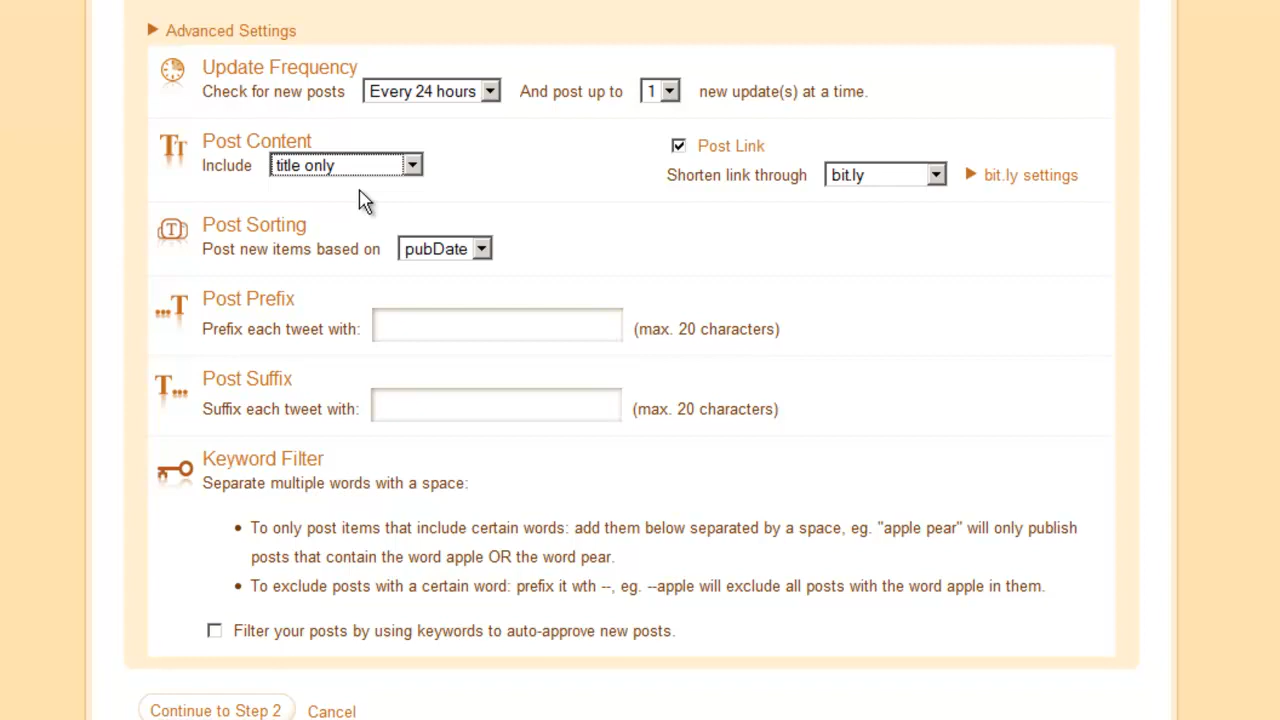 Advanced Settings
Update Frequency
Check for new posts Every 24 hours And post up to 1 new update(s) at a time.
Post Content
Include title only
Post Link
Shorten link through bit.ly bit.ly settings
Post Sorting
Post new items based on pubDate
Post Prefix
Prefix each tweet with: (max. 20 characters)
Post Suffix
Suffix each tweet with: (max. 20 characters)
Keyword Filter
Separate multiple words with a space:
• To only post items that include certain words: add them below separated by a space, eg. "apple pear" will only publish
posts that contain the word apple OR the word pear.
• To exclude posts with a certain word: prefix it wth --, eg. --apple will exclude all posts with the word apple in them.
Filter your posts by using keywords to auto-approve new posts.
Continue to Step 2 Cancel